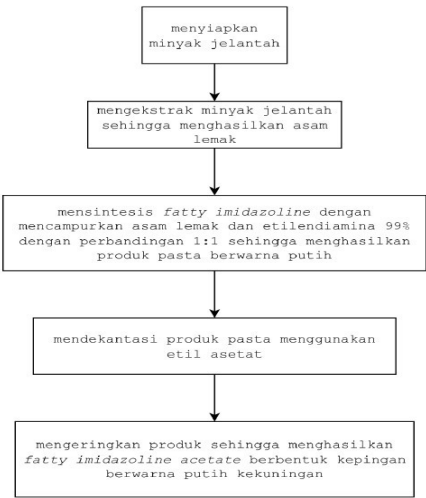 menyiapkan
minyak jelantah
mengekstrak minyak jelantah
sehingga menghasilkan asam
lemak
mensintesis fatty imidazoline dengan
mencampurkan asam lemak dan etilendiamina 99%
dengan perbandingan 1:1 sehingga menghasilkan
produk pasta berwarna putih
mendekantasi produk pasta menggunakan
etil asetat
mengeringkan produk sehingga menghasilkan
fatty imidazoline acetate berbentuk kepingan
berwarna putih kekuningan